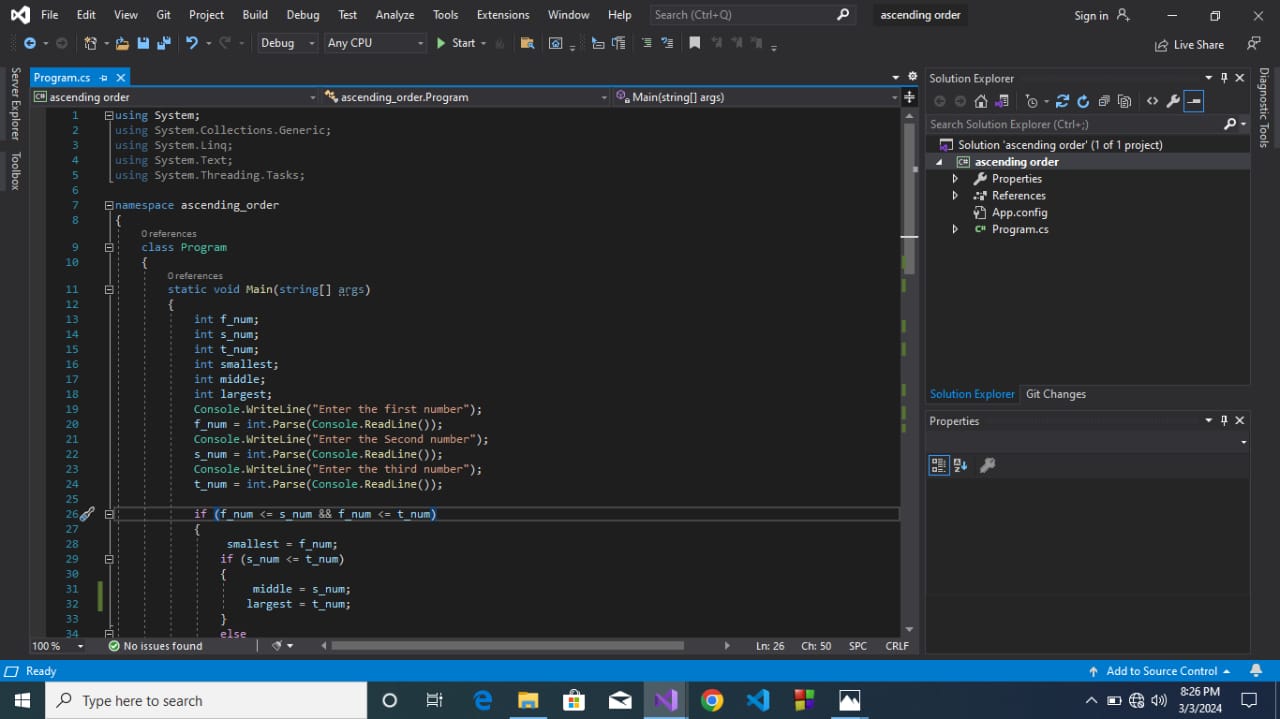 File Edit View Git Project Build Debug Test Analyze Tools Extensions Window Help Search (Ctrl+Q) ascending order Sign in
Debug Any CPU Start Live Share
Server Explorer
Toolbox
Program.cs
ascending order ascending_order.Program Main(string[] args)
1 using System;
2 using System.Collections.Generic;
3 using System.Linq;
4 using System.Text;
5 using System.Threading.Tasks;
6
7 namespace ascending_order
8 {
0 references
9 class Program
10 {
0 references
11 static void Main(string[] args)
12 {
13 int f_num;
14 int s_num;
15 int t_num;
16 int smallest;
17 int middle;
18 int largest;
19 Console.WriteLine("Enter the first number");
20 f_num = int.Parse(Console.ReadLine());
21 Console.WriteLine("Enter the Second number");
22 s_num = int.Parse(Console.ReadLine());
23 Console.WriteLine("Enter the third number");
24 t_num = int.Parse(Console.ReadLine());
25
26 if (f_num <= s_num && f_num <= t_num)
27 {
28 smallest = f_num;
29 if (s_num <= t_num)
30 {
31 middle = s_num;
32 largest = t_num;
33 }
34 else
100 % No issues found Ln: 26 Ch: 50 SPC CRLF
Solution Explorer
Search Solution Explorer (Ctrl+;)
Solution 'ascending order' (1 of 1 project)
C# ascending order
Properties
References
App.config
C# Program.cs
Solution Explorer Git Changes
Properties
Diagnostic Tools
Ready Add to Source Control
Type here to search 8:26 PM
3/3/2024